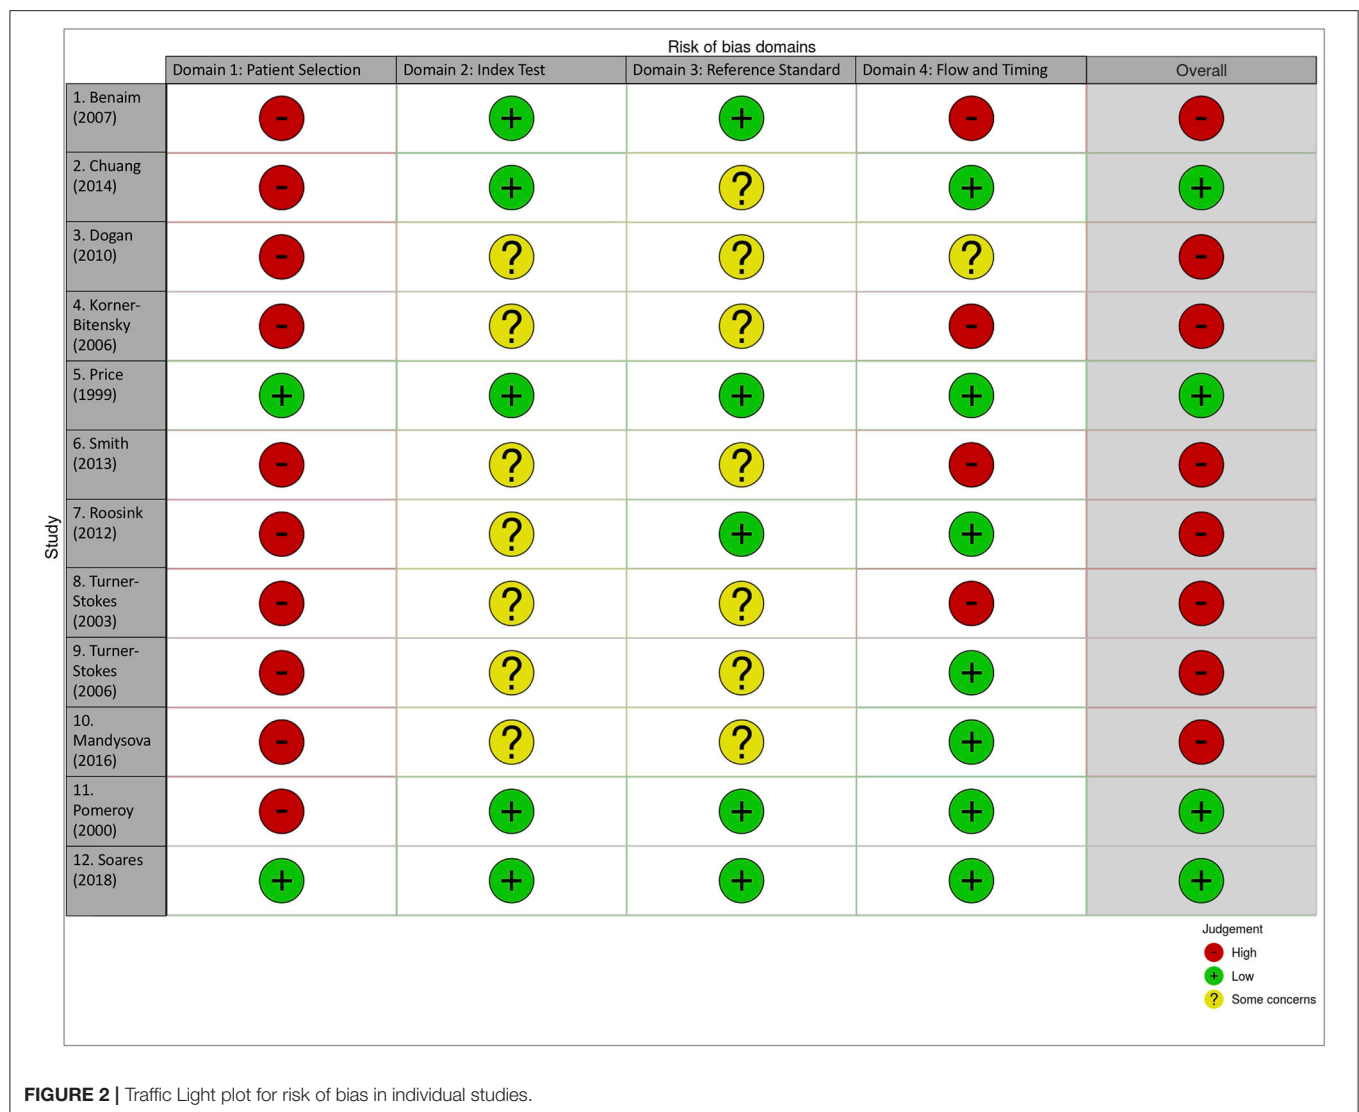 Risk of bias domains
Domain 1: Patient Selection Domain 2: Index Test Domain 3: Reference Standard Domain 4: Flow and Timing Overall
Study
1. Benaim
(2007)
- + + - -
2. Chuang
(2014)
- + ? + +
3. Dogan
(2010)
- ? ? ? -
4. Korner-
Bitensky
(2006)
- ? ? - -
5. Price
(1999)
+ + + + +
6. Smith
(2013)
- ? ? - -
7. Roosink
(2012)
- ? + + -
8. Turner-
Stokes
(2003)
- ? ? - -
9. Turner-
Stokes
(2006)
- ? ? + -
10.
Mandysova
(2016)
- ? ? + -
11.
Pomeroy
(2000)
- + + + +
12. Soares
(2018)
+ + + + +
Judgement
- High
+ Low
? Some concerns
FIGURE 2 | Traffic Light plot for risk of bias in individual studies.